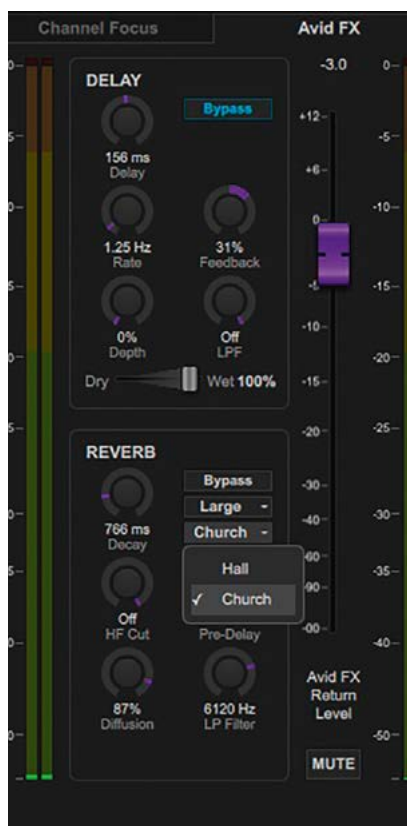 Channel Focus
Avid FX
DELAY
Bypass
156 ms
Delay
1.25 Hz
Rate
31%
Feedback
0%
Depth
Off
LPF
Dry
Wet 100%
REVERB
Bypass
Large
Church
766 ms
Decay
Hall
✓ Church
Off
HF Cut
Pre-Delay
87%
Diffusion
6120 Hz
LP Filter
-3.0
+12
+6
0
-5
-10
-15
-20
-30
-40
-60
-90
Avid FX
Return
Level
MUTE
0
-5
-10
-15
-20
-25
-30
-35
-40
-50